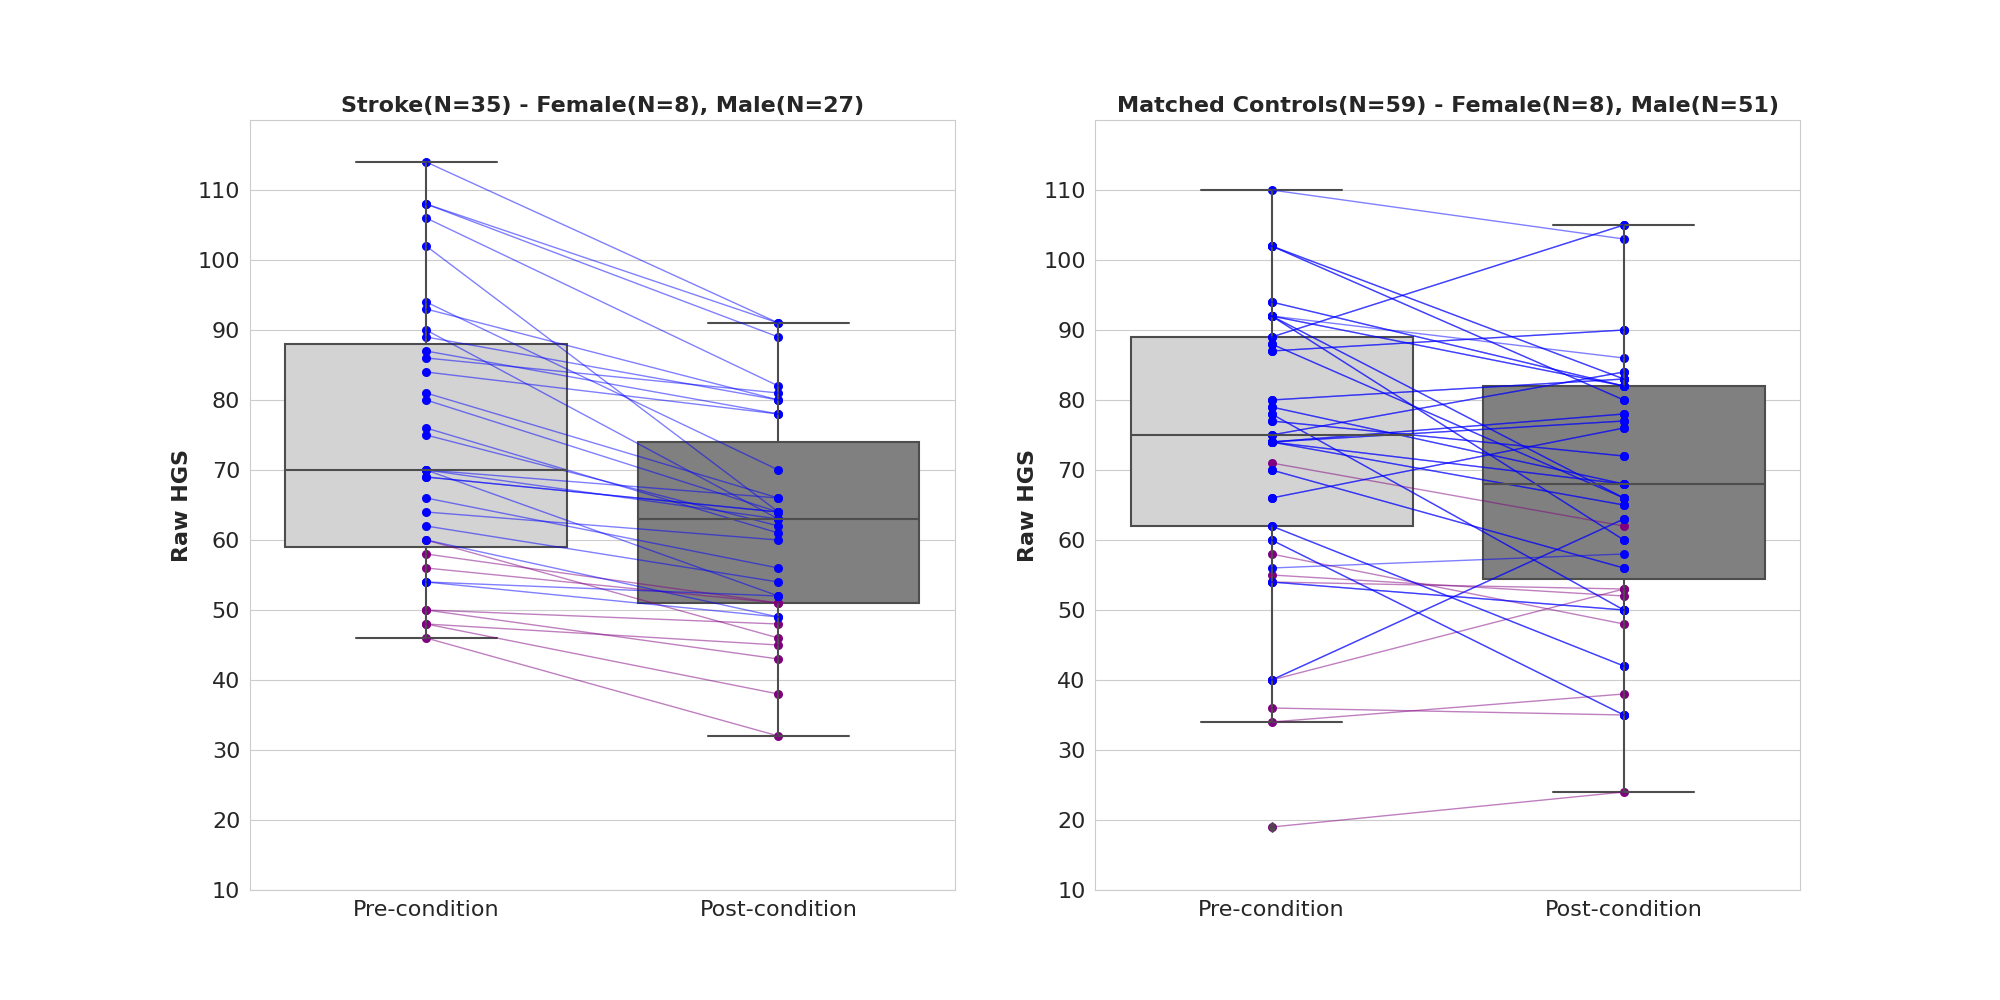 Stroke(N=35) - Female(N=8), Male(N=27)
Raw HGS
110
100
90
80
70
60
50
40
30
20
10
Pre-condition
Post-condition
Matched Controls(N=59) - Female(N=8), Male(N=51)
Raw HGS
110
100
90
80
70
60
50
40
30
20
10
Pre-condition
Post-condition